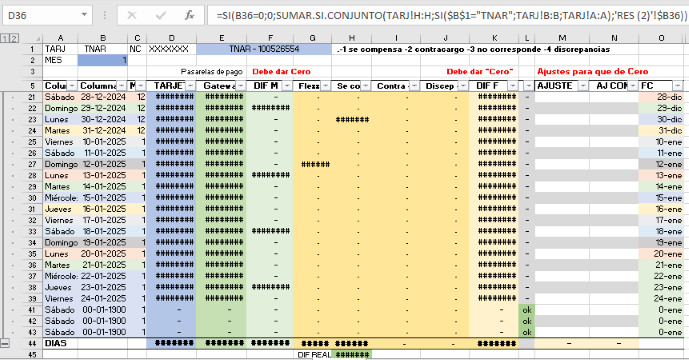 D36 =SI(B36=0;0;SUMAR.SI.CONJUNTO(TARJ!H:H;SI($B$1="TNAR";TARJ!B:B;TARJ!A:A);'RES (2)'!$B36))
1 2 A B C D E F G H I J K L M N O
1 TARJ TNAR NC XXXXXXX TNAR - 100526554 .-1 se compensa -2 contracargo -3 no corresponde -4 discrepancias
2 MES 1
3 Pasarelas de pago Debe dar Cero Debe dar "Cero" Ajustes para que de Cero
5 Colu Columna M TARJE Gatewa DIF M Flexx Se co Contra Discep DIF F AJUSTE AJ CON FC
21 Sábado 28-12-2024 12 ######## ######## - - - - - ######## - 28-dic
22 Domingo 29-12-2024 12 ######## ######## ####### - - - - ######## - 29-dic
23 Lunes 30-12-2024 12 ######## ######## - - ####### - - ######## - 30-dic
24 Martes 31-12-2024 12 ######## ######## - - - - - ######## - 31-dic
25 Viernes 10-01-2025 1 ######## ######## - - - - - ######## - 10-ene
26 Sábado 11-01-2025 1 ######## ######## - - - - - ######## - 11-ene
27 Domingo 12-01-2025 1 ######## ######## - ###### - - - ######## - 12-ene
28 Lunes 13-01-2025 1 ######## ######## ####### - - - - ######## - 13-ene
29 Martes 14-01-2025 1 ######## ######## - - - - - ######## - 14-ene
30 Miércole: 15-01-2025 1 ######## ######## - - - - - ######## - 15-ene
31 Jueves 16-01-2025 1 ######## ######## - - - - - ######## - 16-ene
32 Viernes 17-01-2025 1 ######## ######## - - - - - ######## - 17-ene
33 Sábado 18-01-2025 1 ######## ######## ####### - - - - ######## - 18-ene
34 Domingo 19-01-2025 1 ######## ######## - - - - - ######## - 19-ene
35 Lunes 20-01-2025 1 ######## ######## - - - - - ######## - 20-ene
36 Martes 21-01-2025 1 ######## ######## - - - - - ######## - 21-ene
37 Miércole: 22-01-2025 1 ######## ######## - - - - - ######## - 22-ene
38 Jueves 23-01-2025 1 ######## ######## ####### - - - - ######## - 23-ene
39 Viernes 24-01-2025 1 ######## ######## - - - - - ######## - 24-ene
41 Sábado 00-01-1900 1 - - - - - - - - ok 0-ene
42 Sábado 00-01-1900 1 - - - - - - - - ok 0-ene
43 Sábado 00-01-1900 1 - - - - - - - - ok 0-ene
44 DIAS ####### ####### ####### ##### ###### - - ####### - -
45 DIF REAL #######